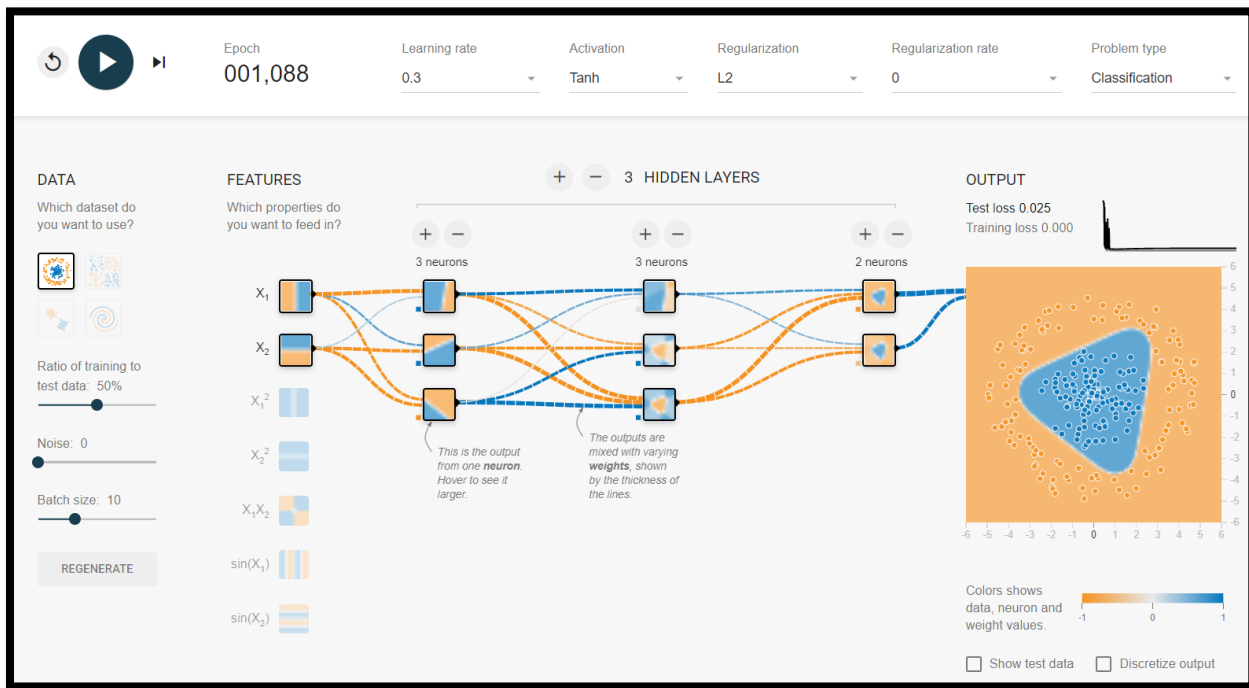 Epoch
001,088
Learning rate
0.3
Activation
Tanh
Regularization
L2
Regularization rate
0
Problem type
Classification
DATA
Which dataset do
you want to use?
Ratio of training to
test data: 50%
Noise: 0
Batch size: 10
REGENERATE
FEATURES
Which properties do
you want to feed in?
X₁
X₂
X₁²
X₂²
X₁X₂
sin(X₁)
sin(X₂)
+ − 3 HIDDEN LAYERS
+ −
3 neurons
+ −
3 neurons
+ −
2 neurons
This is the output
from one neuron.
Hover to see it
larger.
The outputs are
mixed with varying
weights, shown
by the thickness of
the lines.
OUTPUT
Test loss 0.025
Training loss 0.000
6
5
4
3
2
1
0
-1
-2
-3
-4
-5
-6
-6 -5 -4 -3 -2 -1 0 1 2 3 4 5 6
Colors shows
data, neuron and
weight values.
-1 0 1
Show test data
Discretize output